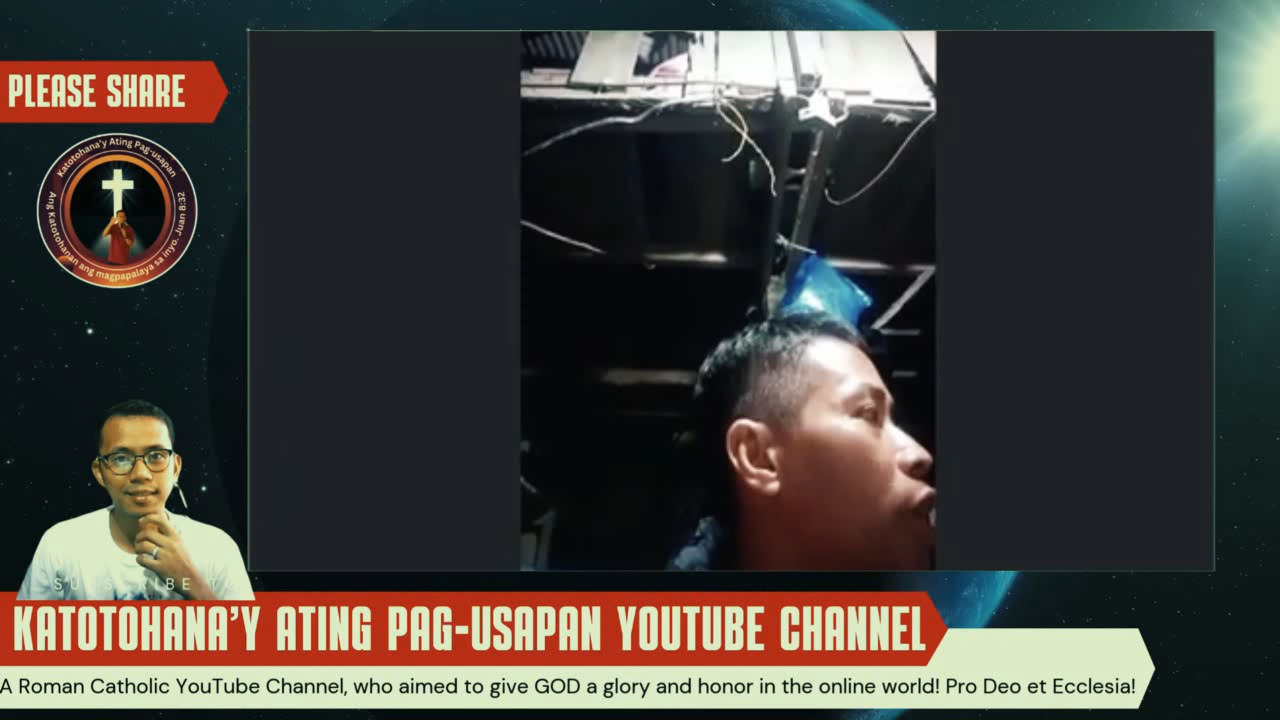 PLEASE SHARE
Katotohana'y Ating Pag-usapan
Ang Katotohanan ang magpapalaya sa inyo. Juan 8:32
KATOTOHANA'Y ATING PAG-USAPAN YOUTUBE CHANNEL
A Roman Catholic YouTube Channel, who aimed to give GOD a glory and honor in the online world! Pro Deo et Ecclesia!